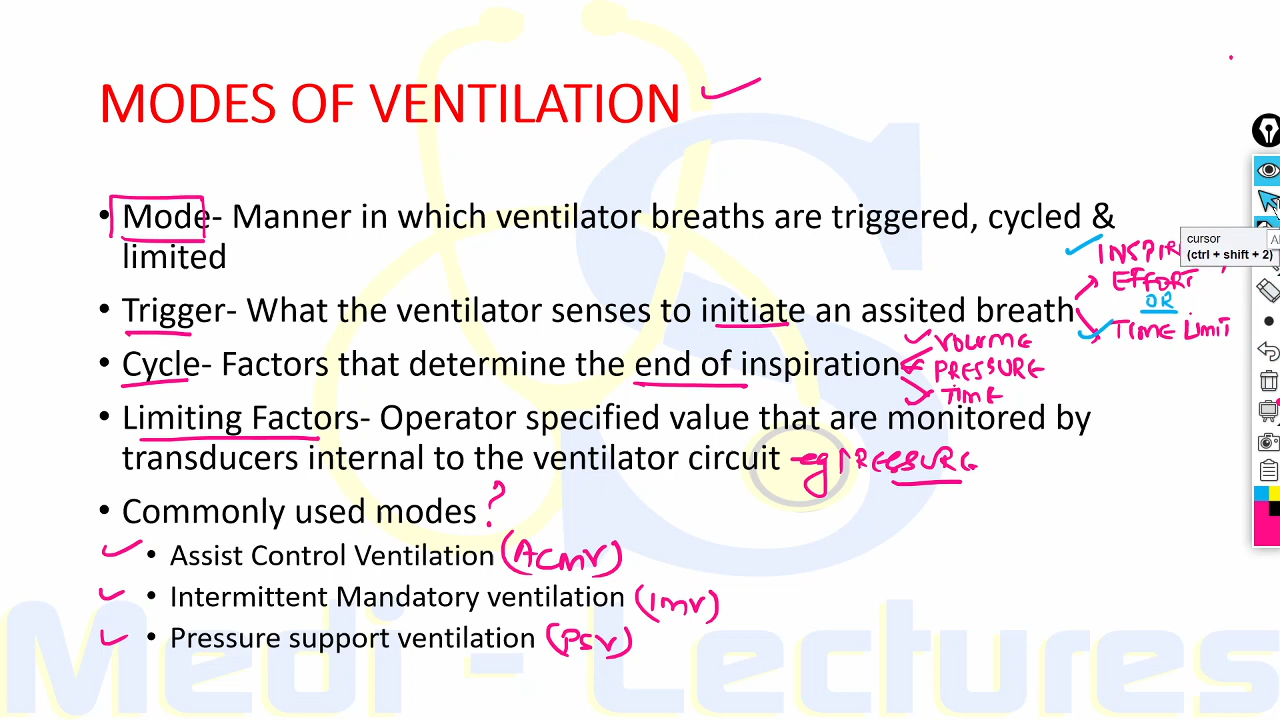 MODES OF VENTILATION
• Mode- Manner in which ventilator breaths are triggered, cycled &
limited
cursor
(ctrl + shift + 2)
EFFORT
OR
TIME LIMIT
• Trigger- What the ventilator senses to initiate an assited breath
• Cycle- Factors that determine the end of inspiration
VOLUME
PRESSURE
TIME
• Limiting Factors- Operator specified value that are monitored by
transducers internal to the ventilator circuit -eg PRESSURE
• Commonly used modes ?
• Assist Control Ventilation (ACMV)
• Intermittent Mandatory ventilation (IMV)
• Pressure support ventilation (PSV)
Medi - Lectures